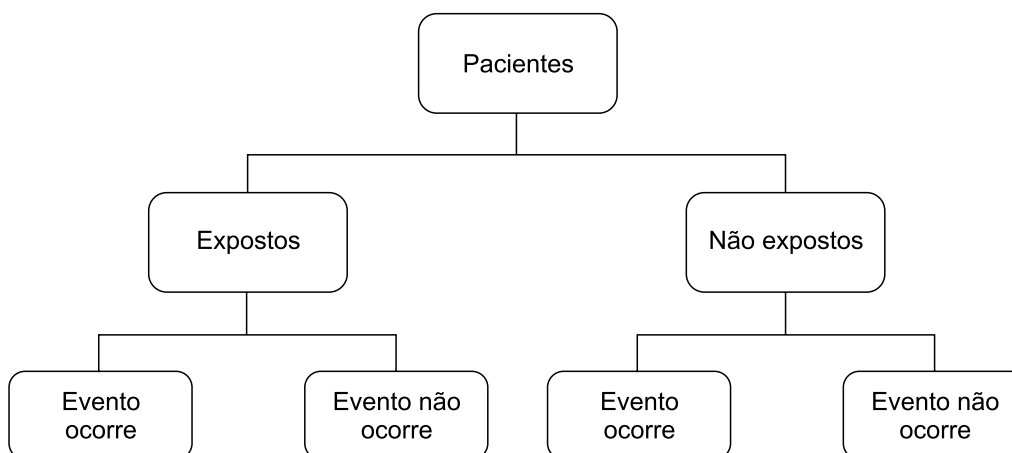 Pacientes
Expostos
Não expostos
Evento
ocorre
Evento não
ocorre
Evento
ocorre
Evento não
ocorre